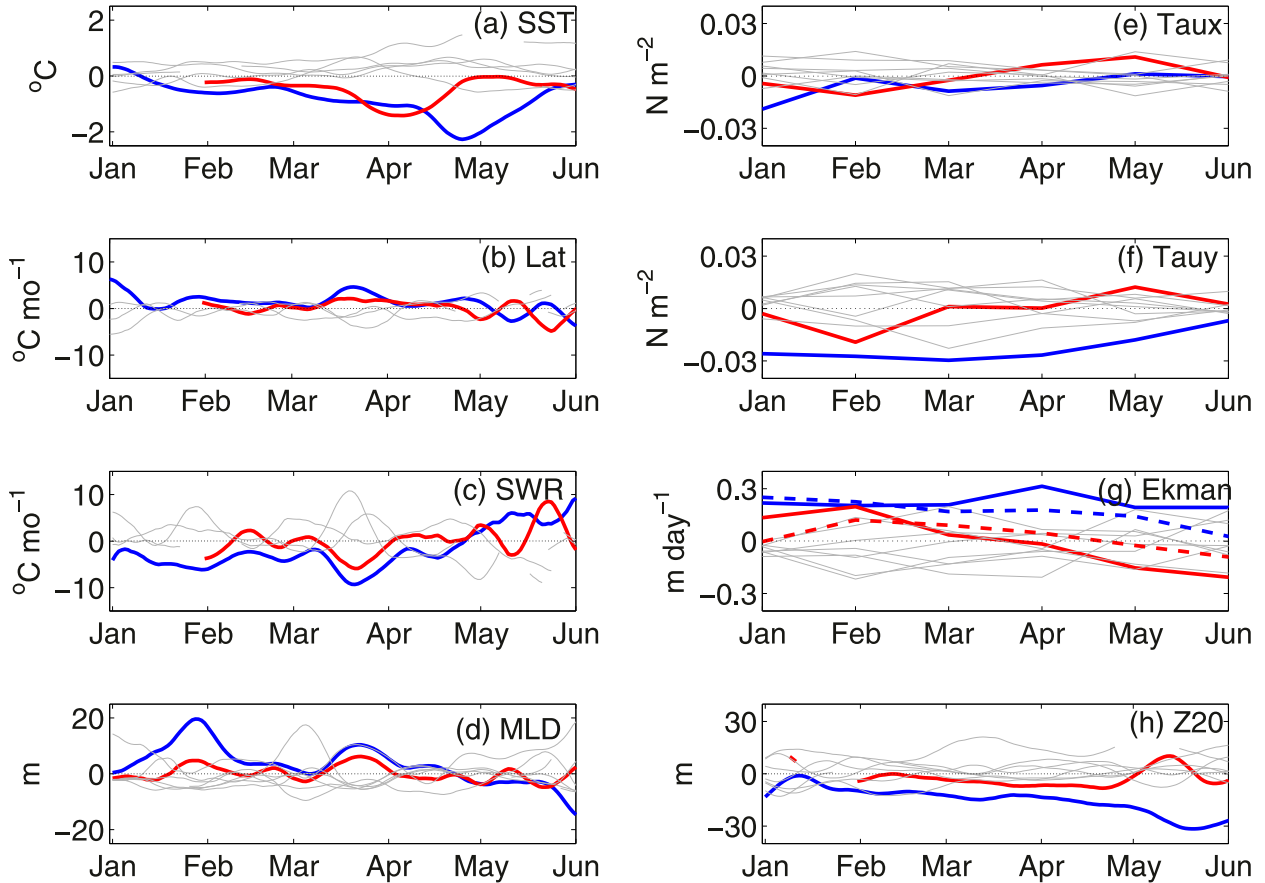 (a) SST
2
0
−2
°C
Jan Feb Mar Apr May Jun
(e) Taux
0.03
0
−0.03
N m⁻²
Jan Feb Mar Apr May Jun
(b) Lat
10
0
−10
°C mo⁻¹
Jan Feb Mar Apr May Jun
(f) Tauy
0.03
0
−0.03
N m⁻²
Jan Feb Mar Apr May Jun
(c) SWR
10
0
−10
°C mo⁻¹
Jan Feb Mar Apr May Jun
(g) Ekman
0.3
0
−0.3
m day⁻¹
Jan Feb Mar Apr May Jun
(d) MLD
20
0
−20
m
Jan Feb Mar Apr May Jun
(h) Z20
30
0
−30
m
Jan Feb Mar Apr May Jun